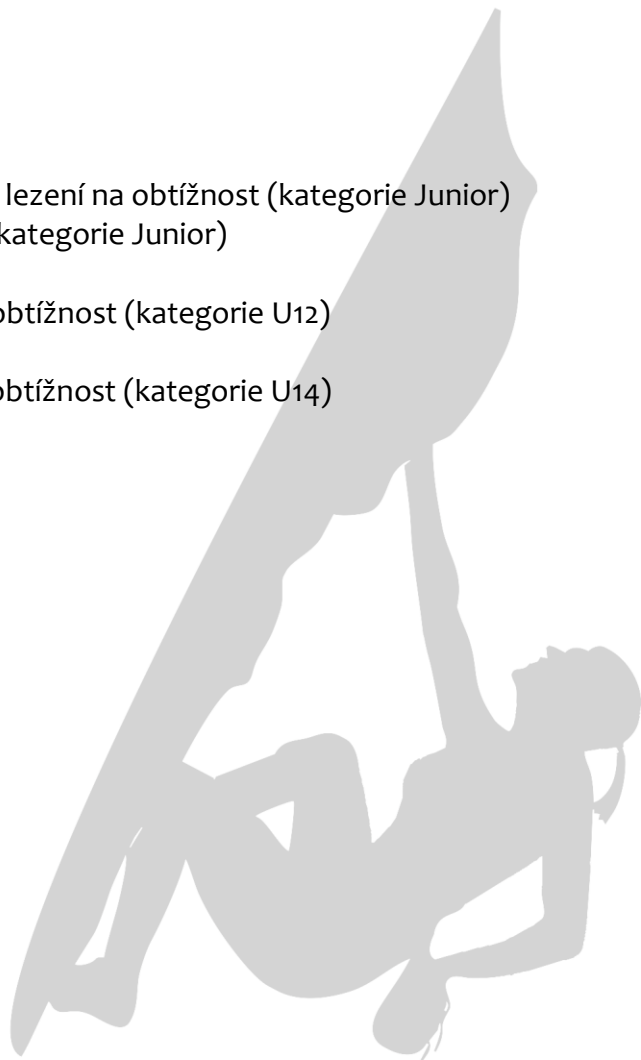 lezení na obtížnost (kategorie Junior)
kategorie Junior)
obtížnost (kategorie U12)
obtížnost (kategorie U14)